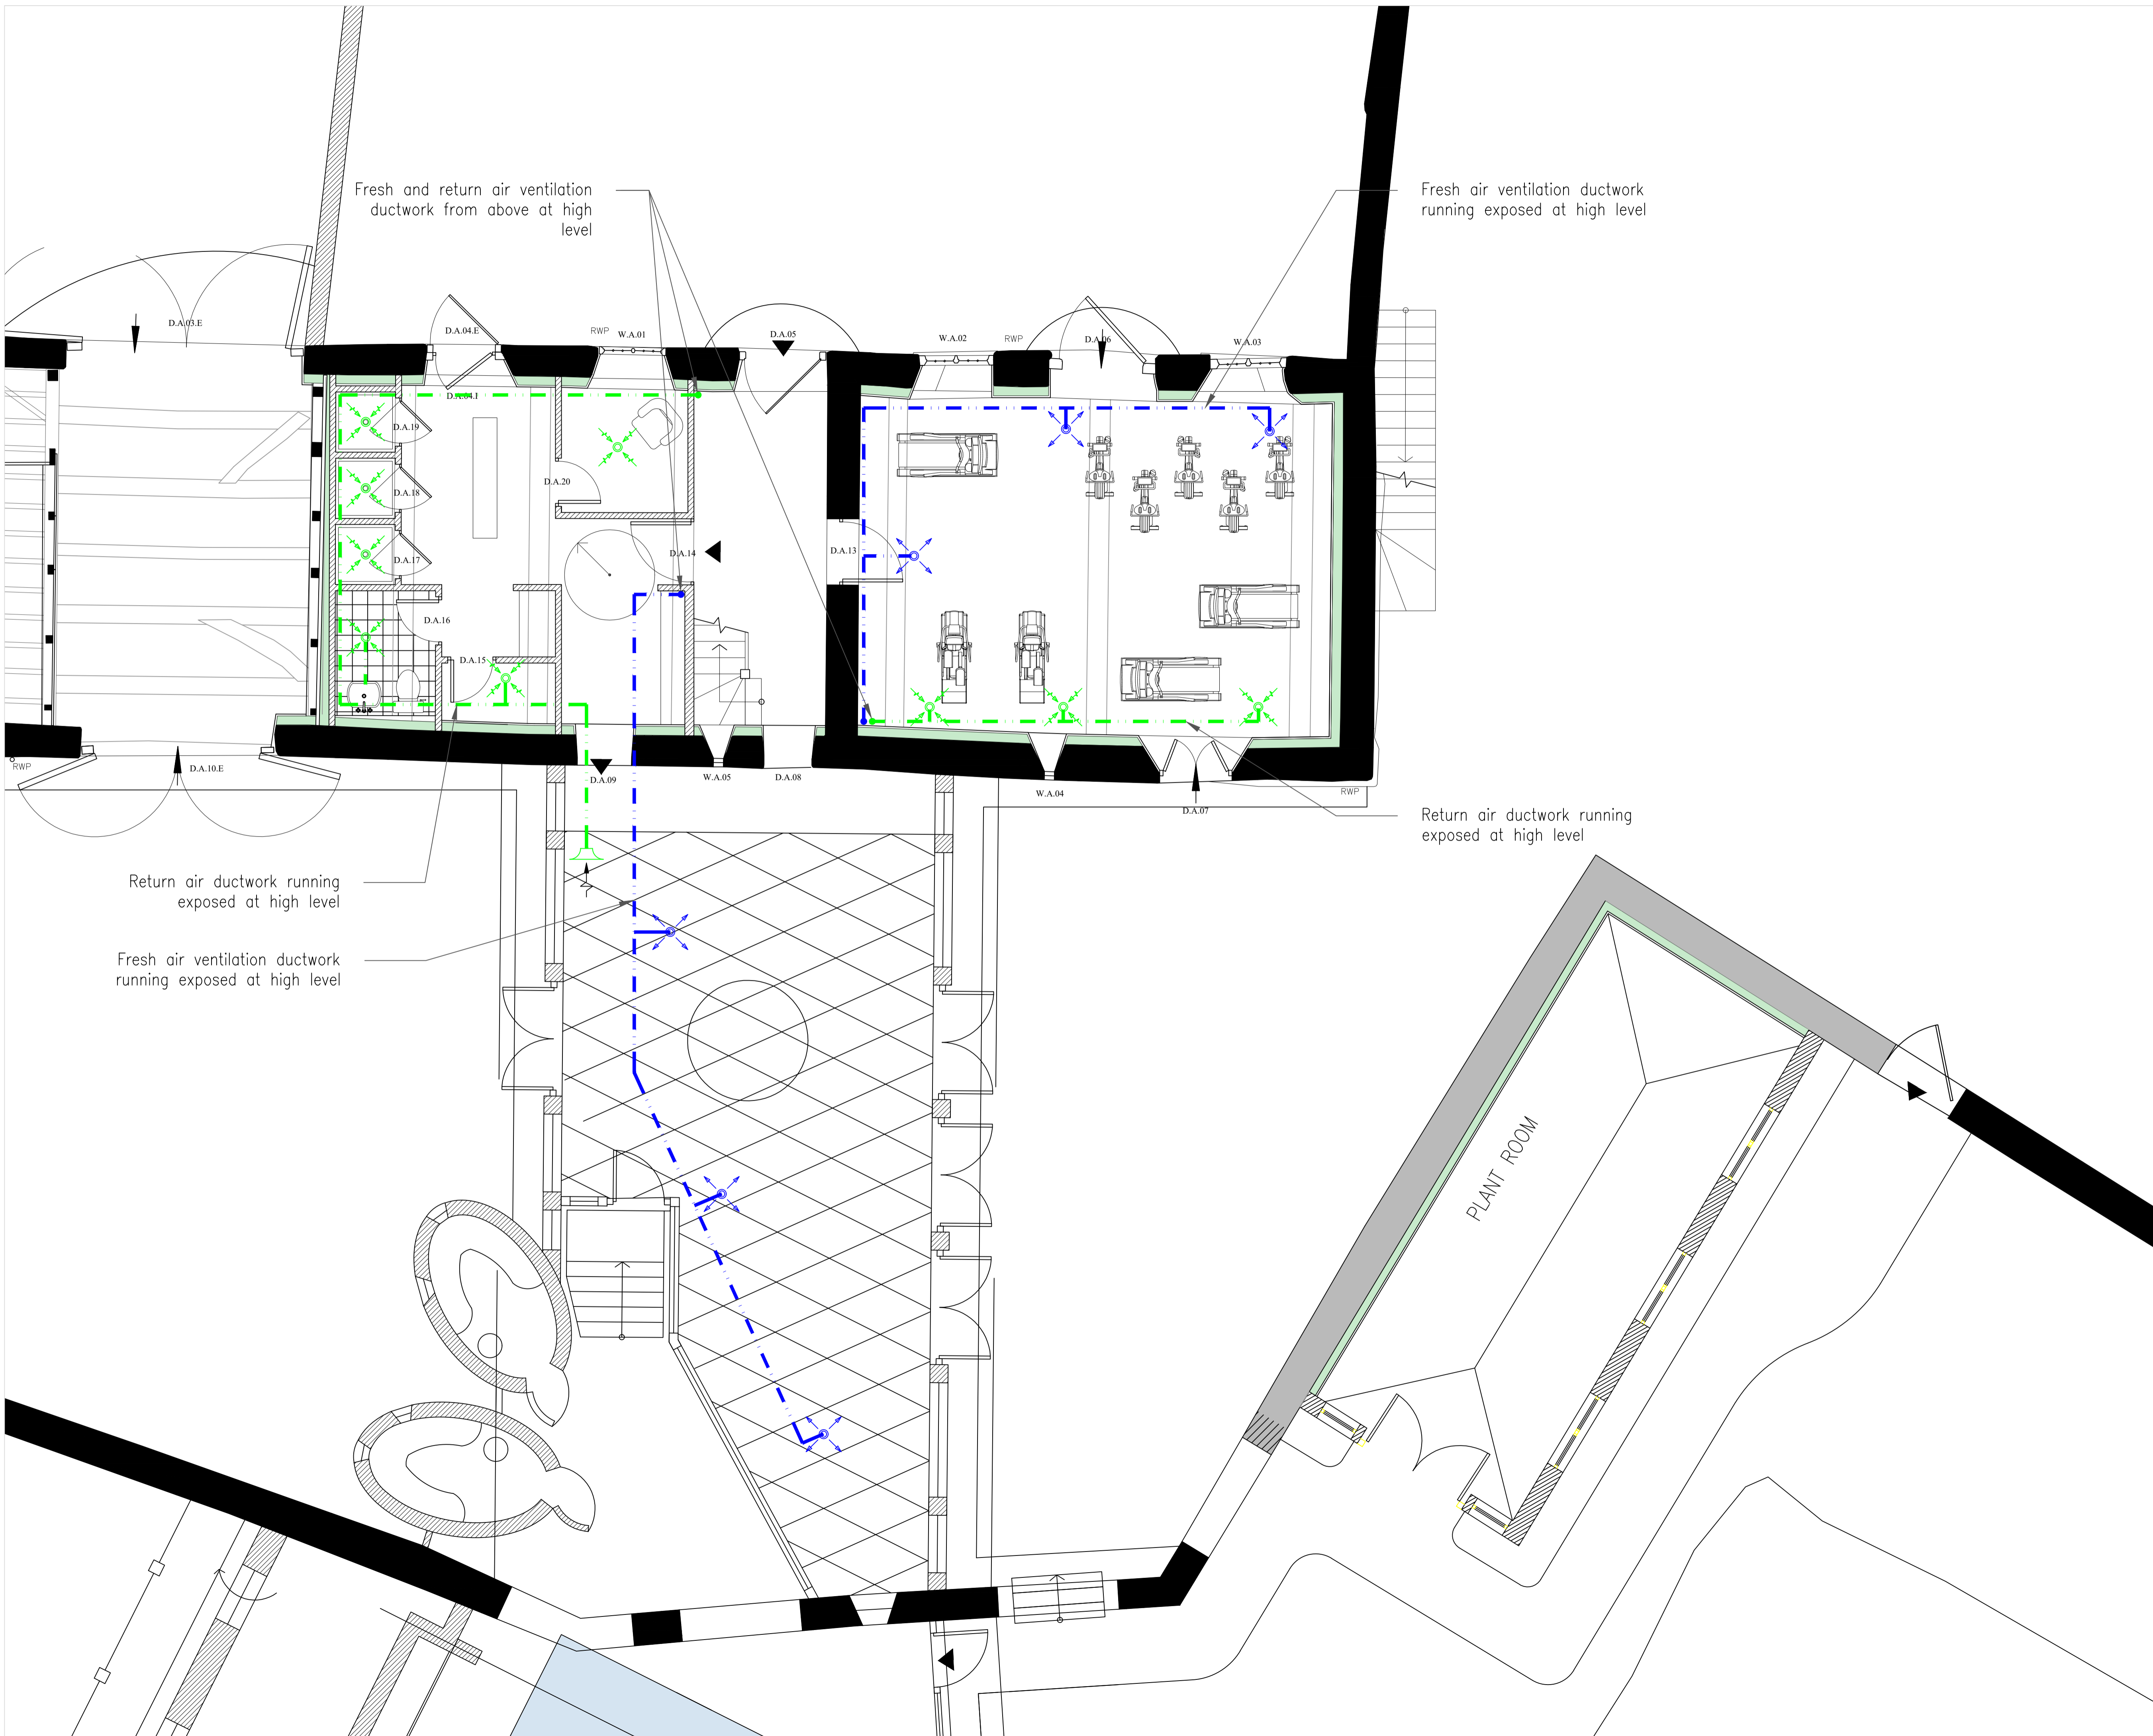 Fresh and return air ventilation
ductwork from above at high
level
Fresh air ventilation ductwork
running exposed at high level
D.A.03.E
D.A.04.E
RWP
W.A.01
D.A.05
W.A.02
RWP
D.A.06
W.A.03
D.A.04.I
D.A.19
D.A.20
D.A.18
D.A.14
D.A.13
D.A.17
D.A.16
D.A.15
RWP
D.A.10.E
D.A.09
W.A.05
D.A.08
W.A.04
RWP
D.A.07
Return air ductwork running
exposed at high level
Return air ductwork running
exposed at high level
Fresh air ventilation ductwork
running exposed at high level
PLANT ROOM